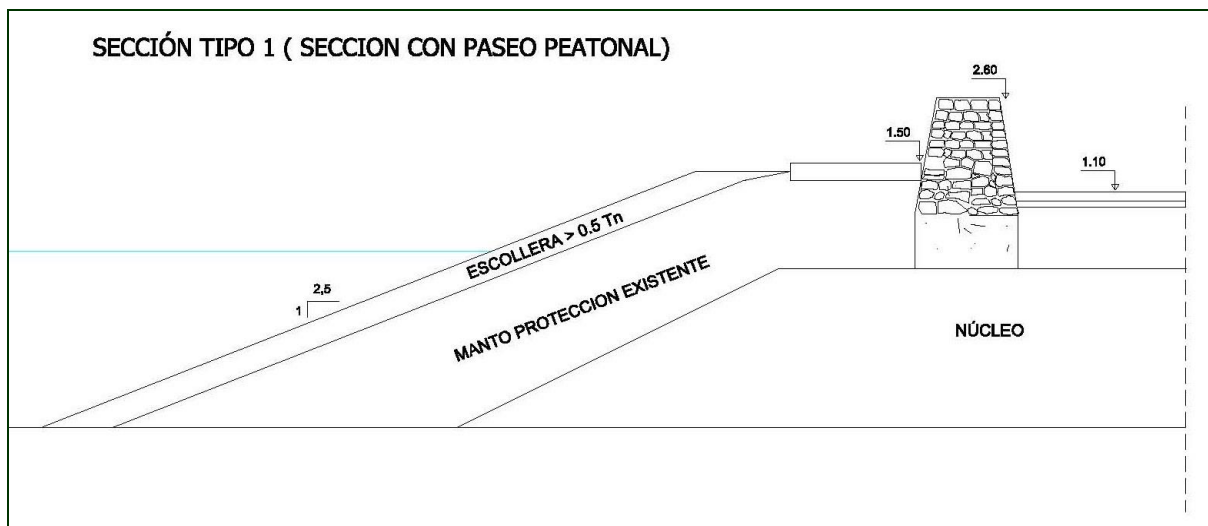 SECCIÓN TIPO 1 ( SECCION CON PASEO PEATONAL)
2.60
1.50
1.10
ESCOLLERA > 0.5 Tn
2,5
1
MANTO PROTECCION EXISTENTE
NÚCLEO